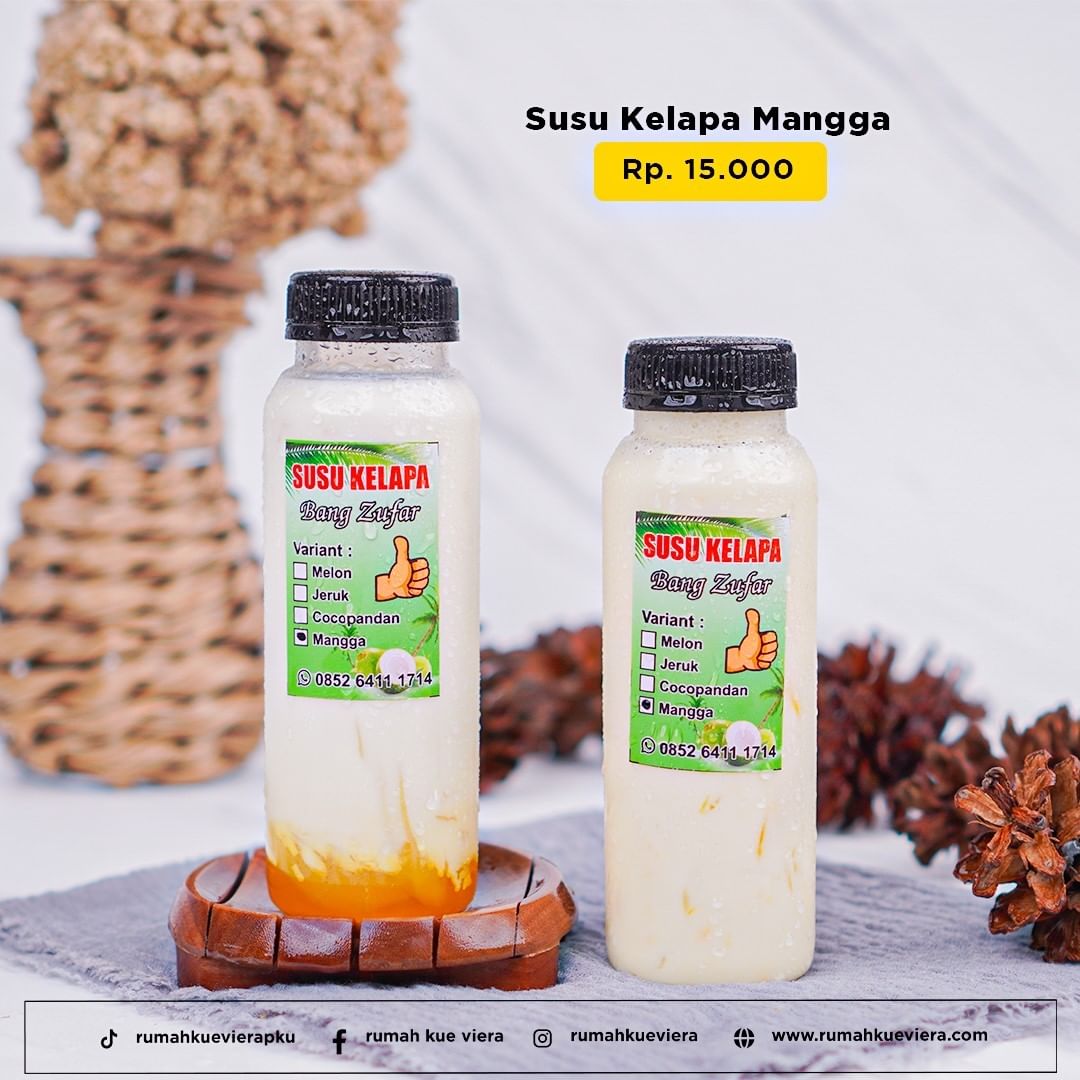 Susu Kelapa Mangga
Rp. 15.000
SUSU KELAPA
Bang Zufar
Variant :
Melon
Jeruk
Cocopandan
Mangga
0852 6411 1714
SUSU KELAPA
Bang Zufar
Variant :
Melon
Jeruk
Cocopandan
Mangga
0852 6411 1714
rumahkuevierapku rumah kue viera rumahkueviera www.rumahkueviera.com